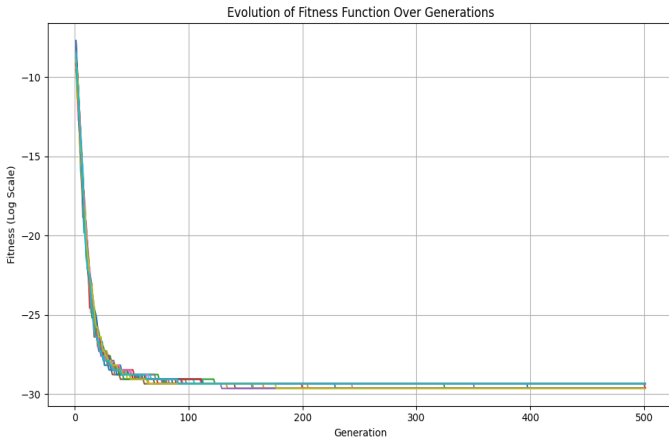 Evolution of Fitness Function Over Generations
Fitness (Log Scale)
−10
−15
−20
−25
−30
0 100 200 300 400 500
Generation